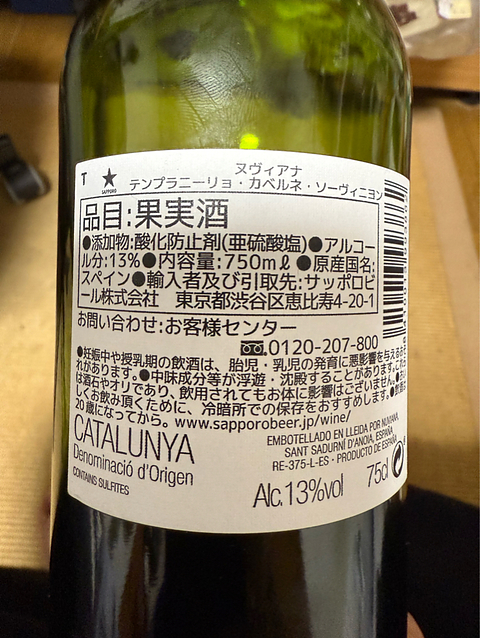 T ★ SAPPORO
ヌヴィアナ
テンプラニーリョ・カベルネ・ソーヴィニヨン
品目:果実酒
●添加物:酸化防止剤(亜硫酸塩)●アルコー
ル分:13%●内容量:750mℓ●原産国名:
スペイン●輸入者及び引取先:サッポロビ
ール株式会社 東京都渋谷区恵比寿4-20-1
お問い合わせ:お客様センター
0120-207-800
●妊娠中や授乳期の飲酒は、胎児・乳児の発育に悪影響を与えるおそ
れがあります。●中味成分等が浮遊・沈殿することがあります。これ
は酒石やオリであり、飲用されてもお体に影響はございません。●
しくお飲み頂くために、冷暗所での保存をおすすめします。●飲酒
20歳になってから。www.sapporobeer.jp/wine/
CATALUNYA
Denominació d'Origen
CONTAINS SULFITES
EMBOTELLADO EN LLEIDA POR NUVIANA,
SANT SADURNÍ D'ANOIA, ESPAÑA
RE-375-L-ES - PRODUCTO DE ESPAÑA
Alc.13%vol 75cl